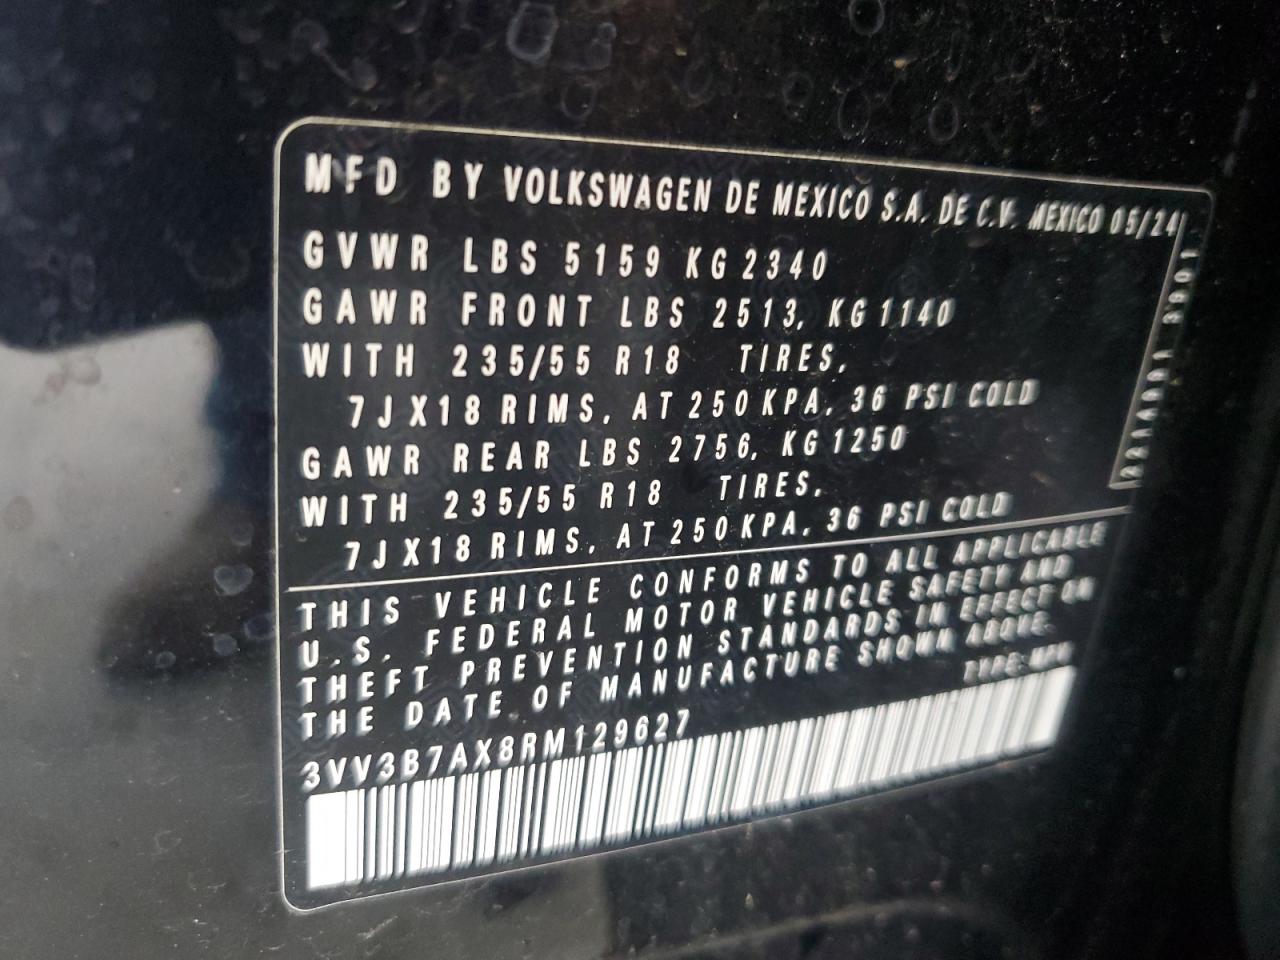 MFD BY VOLKSWAGEN DE MEXICO S.A. DE C.V. MEXICO 05/24
GVWR LBS 5159 KG 2340
GAWR FRONT LBS 2513, KG 1140
WITH 235/55 R18 TIRES,
7J X18 RIMS, AT 250 KPA, 36 PSI COLD
GAWR REAR LBS 2756, KG 1250
WITH 235/55 R18 TIRES,
7J X18 RIMS, AT 250 KPA, 36 PSI COLD
THIS VEHICLE CONFORMS TO ALL APPLICABLE
U.S. FEDERAL MOTOR VEHICLE SAFETY AND
THEFT PREVENTION STANDARDS IN EFFECT ON
THE DATE OF MANUFACTURE SHOWN ABOVE.
TYPE: MPV
3VV3B7AX8RM129627